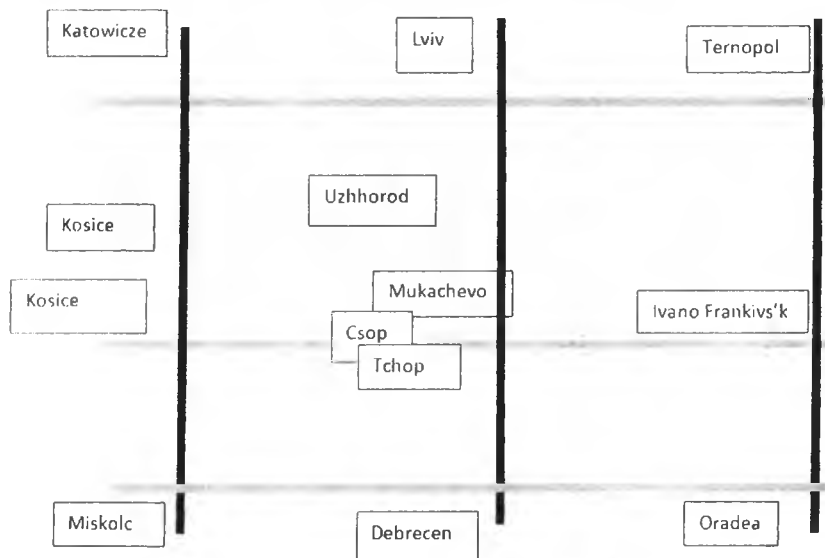 Katowicze
Lviv
Ternopol
Uzhhorod
Kosice
Kosice
Mukachevo
Ivano Frankivs'k
Csop
Tchop
Miskolc
Debrecen
Oradea